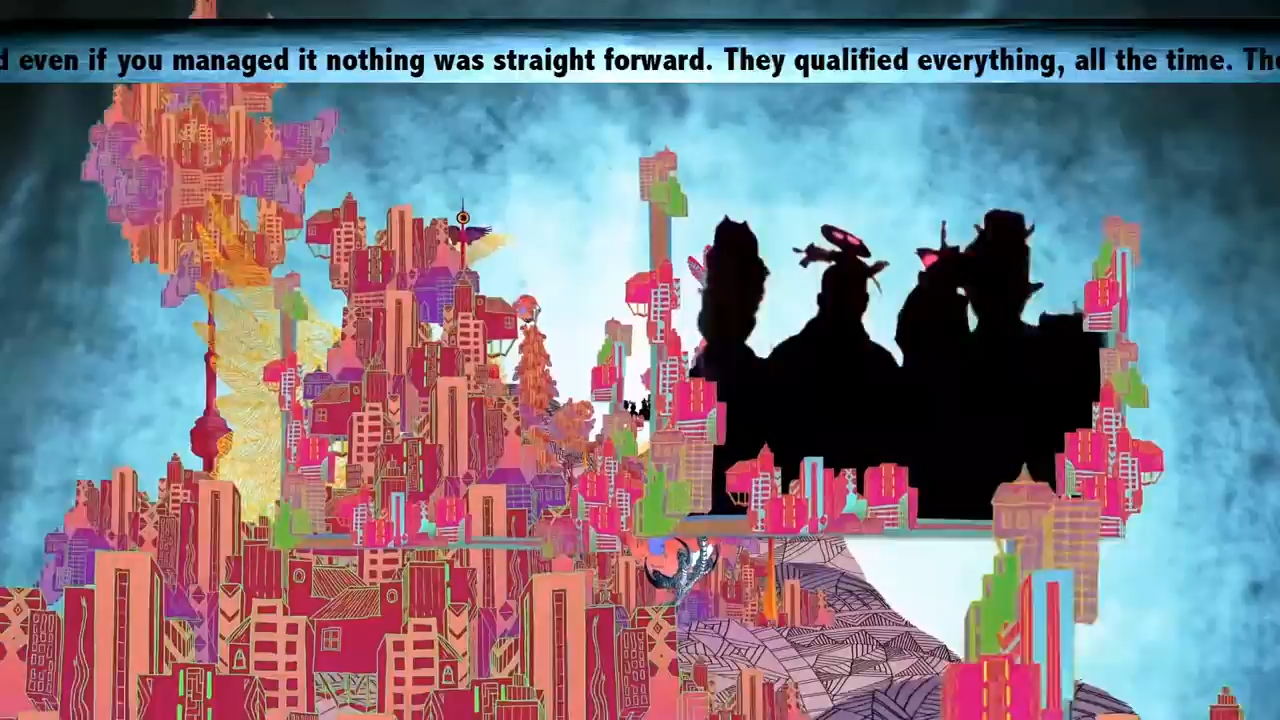 even if you managed it nothing was straight forward. They qualified everything, all the time.